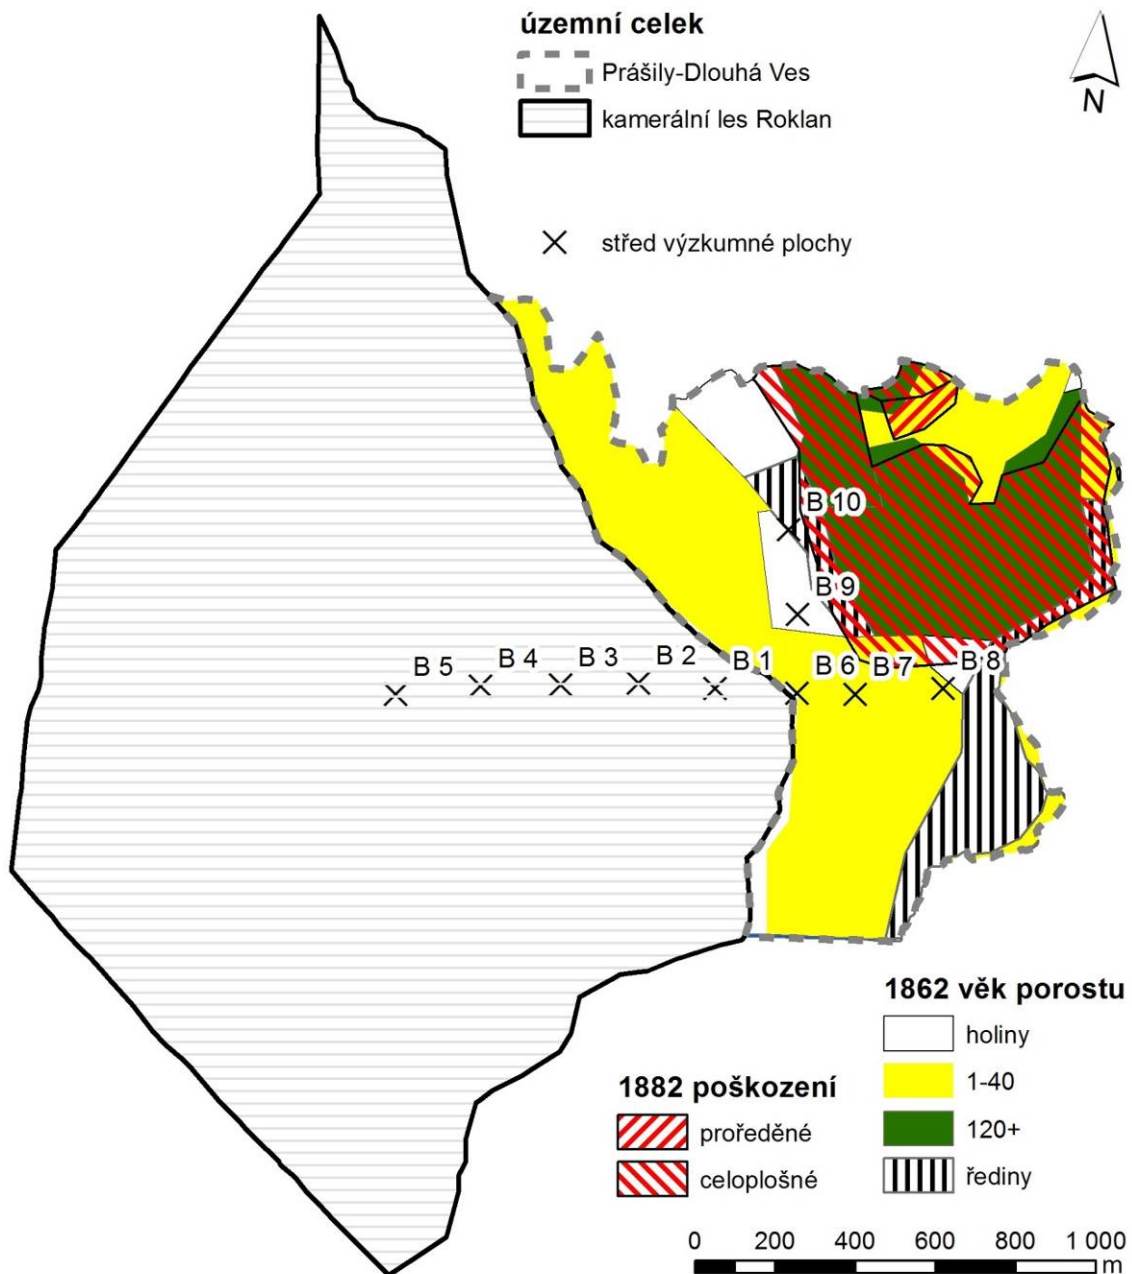 územní celek
Prášily-Dlouhá Ves
kamerální les Roklan
N
střed výzkumné plochy
B 10
B 9
B 5
B 4
B 3
B 2
B 1
B 6
B 7
B 8
1862 věk porostu
holiny
1-40
120+
řediny
1882 poškození
proředěné
celoplošné
0 200 400 600 800 1 000
m